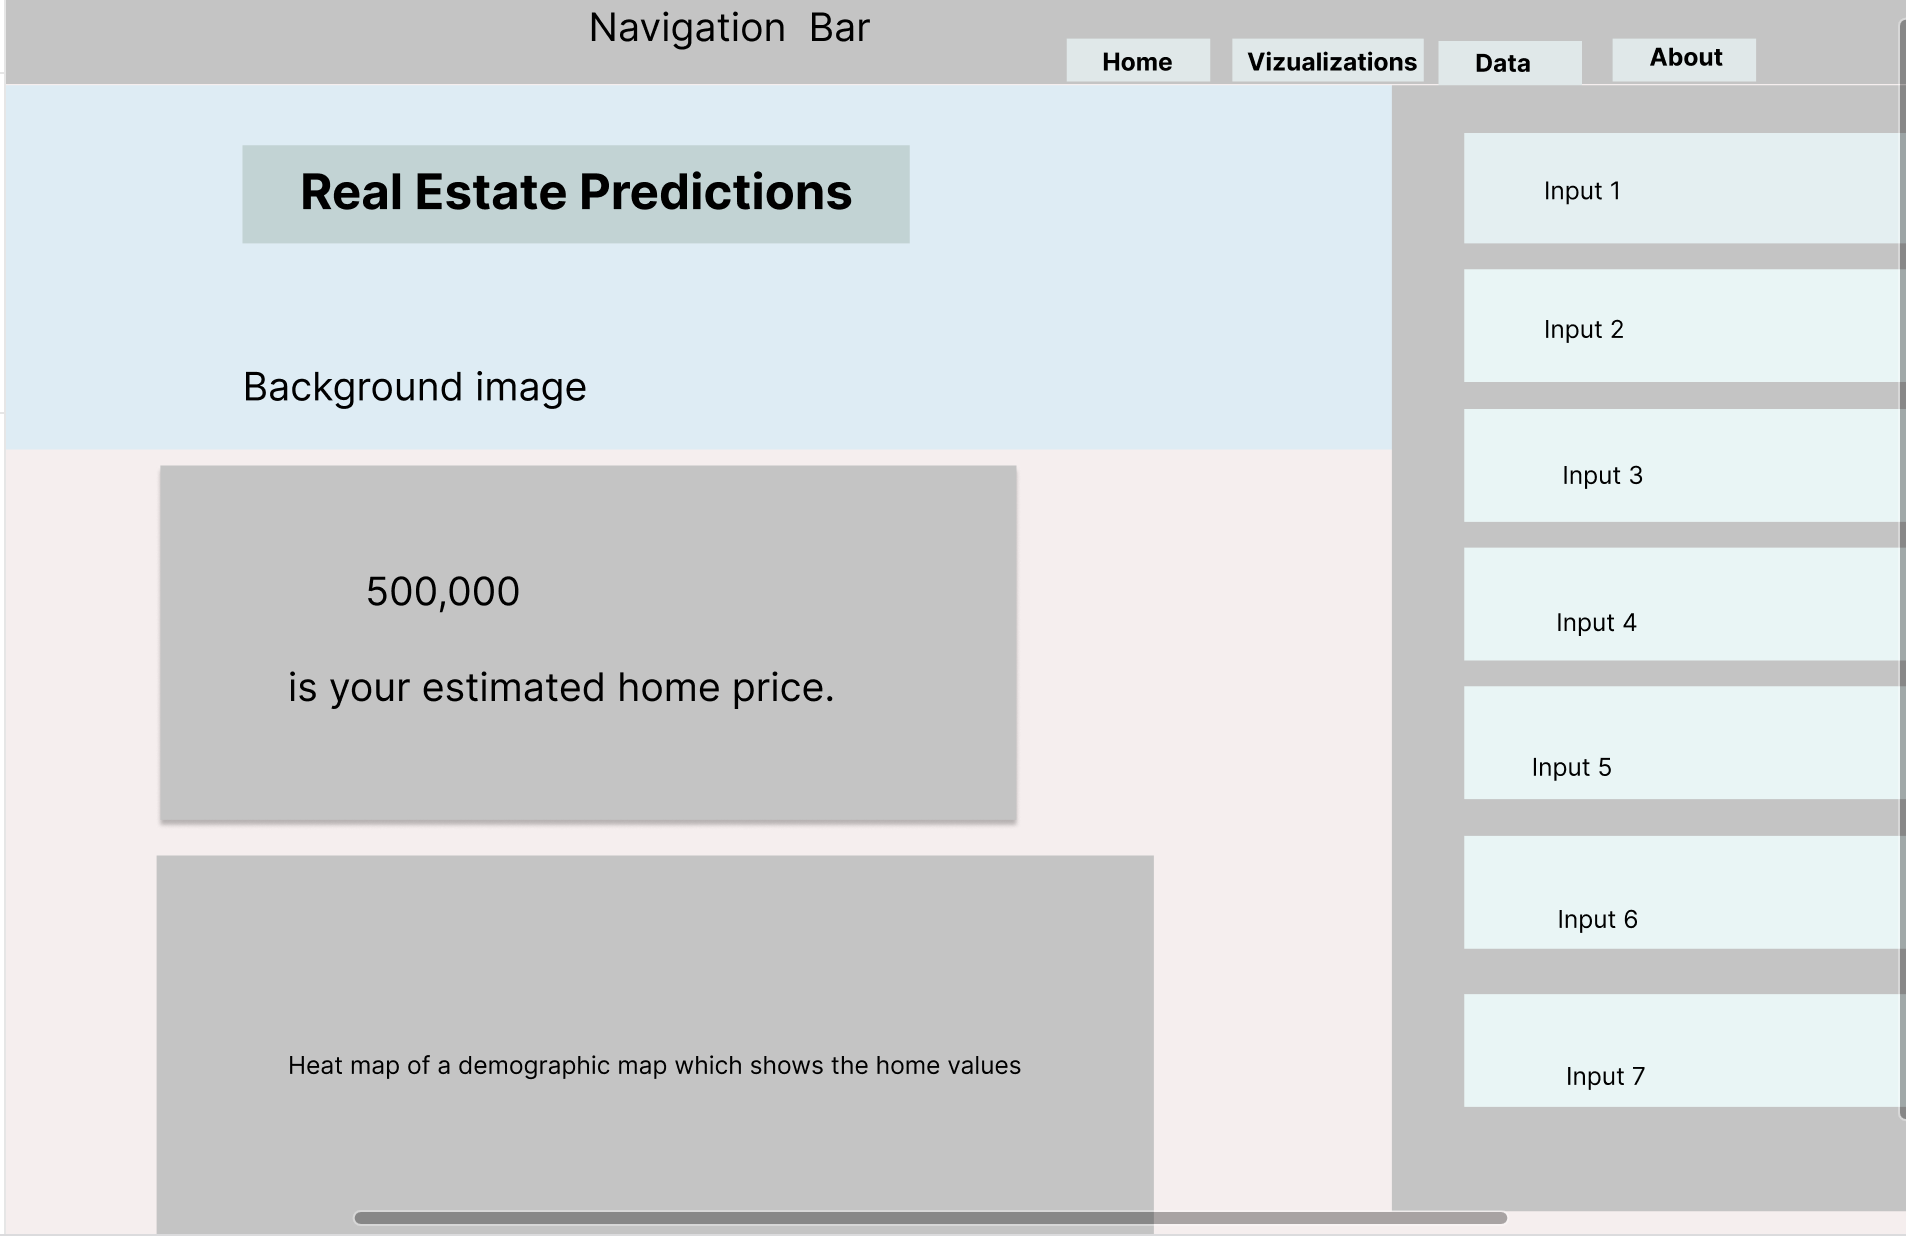 Navigation  Bar
Home
Vizualizations
Data
About
Real Estate Predictions
Background image
500,000
is your estimated home price.
Heat map of a demographic map which shows the home values
Input 1
Input 2
Input 3
Input 4
Input 5
Input 6
Input 7